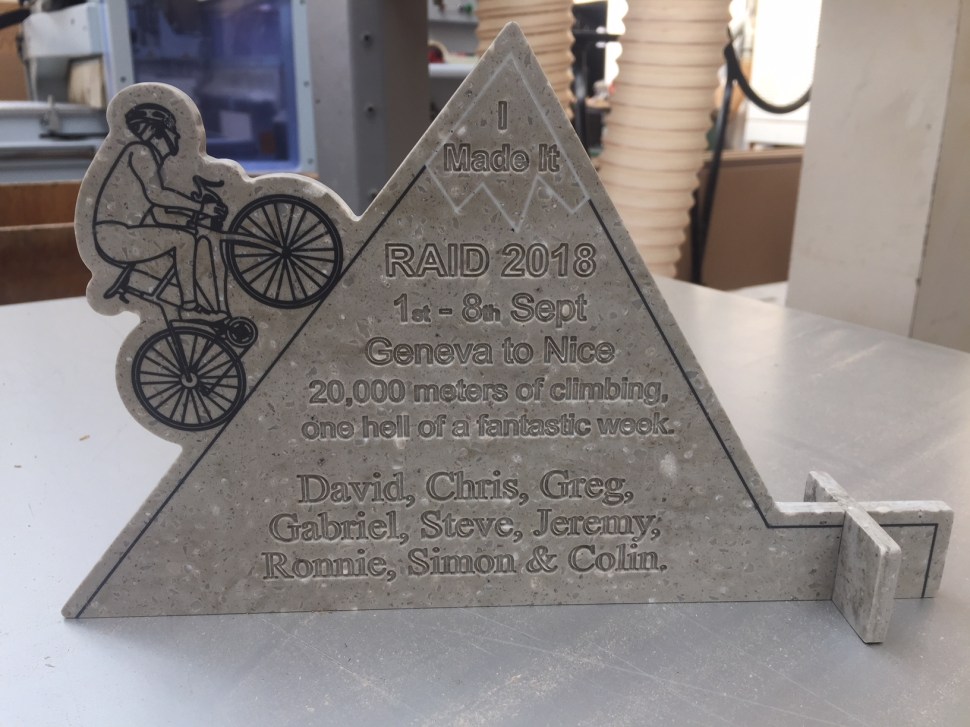 I
Made It
RAID 2018
1st - 8th Sept
Geneva to Nice
20,000 meters of climbing,
one hell of a fantastic week.
David, Chris, Greg,
Gabriel, Steve, Jeremy,
Ronnie, Simon & Colin.